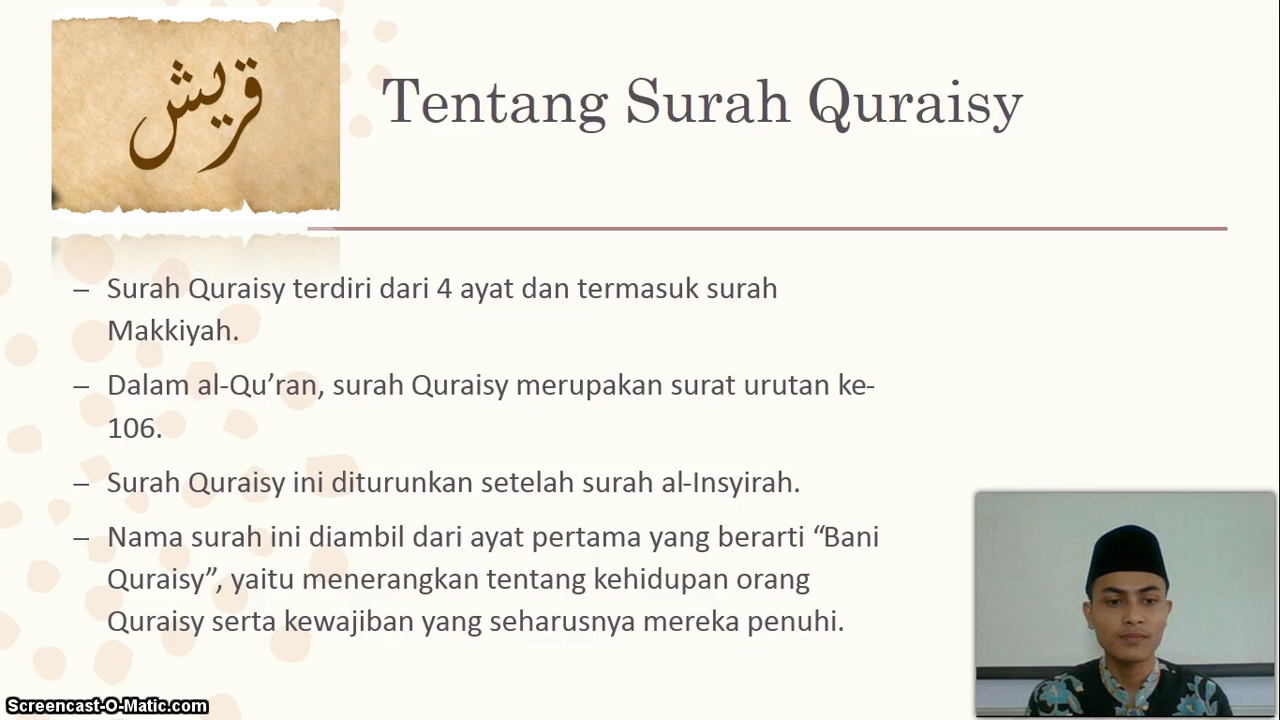 قريش
Tentang Surah Quraisy
– Surah Quraisy terdiri dari 4 ayat dan termasuk surah
Makkiyah.
– Dalam al-Qu’ran, surah Quraisy merupakan surat urutan ke-
106.
– Surah Quraisy ini diturunkan setelah surah al-Insyirah.
– Nama surah ini diambil dari ayat pertama yang berarti “Bani
Quraisy”, yaitu menerangkan tentang kehidupan orang
Quraisy serta kewajiban yang seharusnya mereka penuhi.
Screencast-O-Matic.com